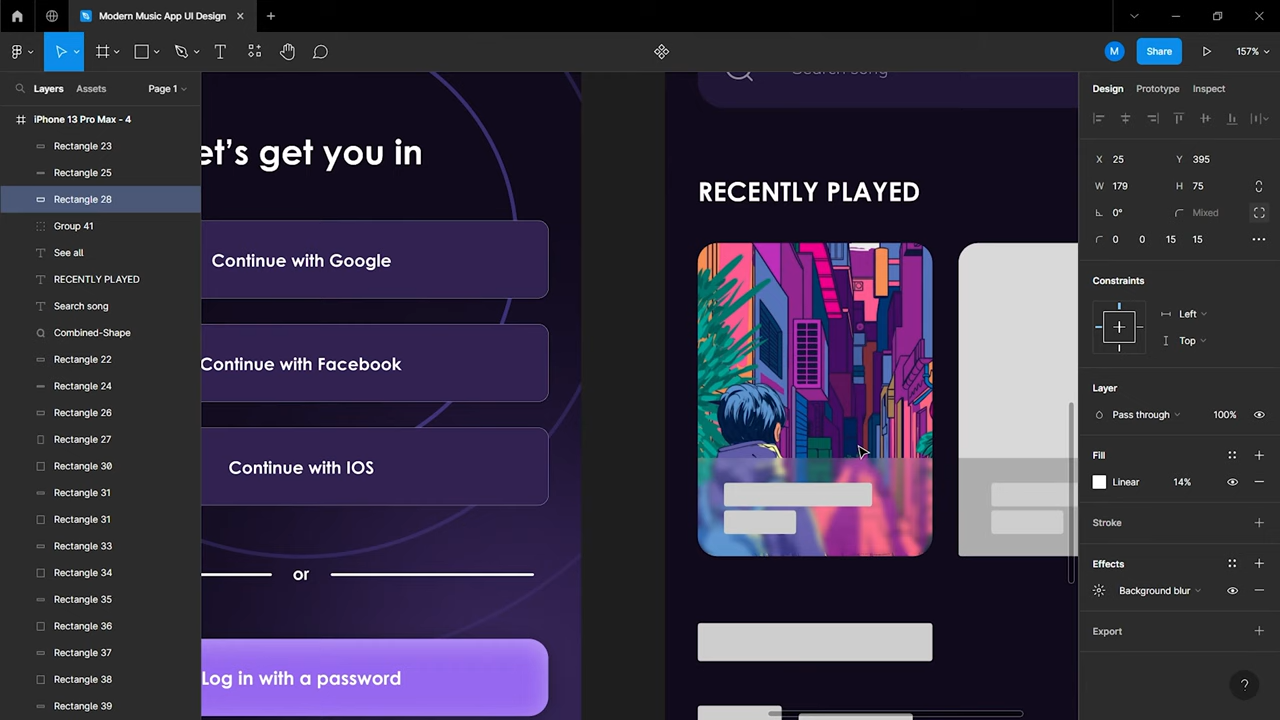 Modern Music App UI Design
Share
157%
M
Layers
Assets
Page 1
iPhone 13 Pro Max - 4
Rectangle 23
Rectangle 25
Rectangle 28
Group 41
See all
RECENTLY PLAYED
Search song
Combined-Shape
Rectangle 22
Rectangle 24
Rectangle 26
Rectangle 27
Rectangle 30
Rectangle 31
Rectangle 31
Rectangle 33
Rectangle 34
Rectangle 35
Rectangle 36
Rectangle 37
Rectangle 38
Rectangle 39
et's get you in
Continue with Google
Continue with Facebook
Continue with IOS
or
Log in with a password
Search song
RECENTLY PLAYED
Design
Prototype
Inspect
X 25
Y 395
W 179
H 75
0°
Mixed
0 0 15 15
Constraints
Left
Top
Layer
Pass through
100%
Fill
Linear
14%
Stroke
Effects
Background blur
Export
?